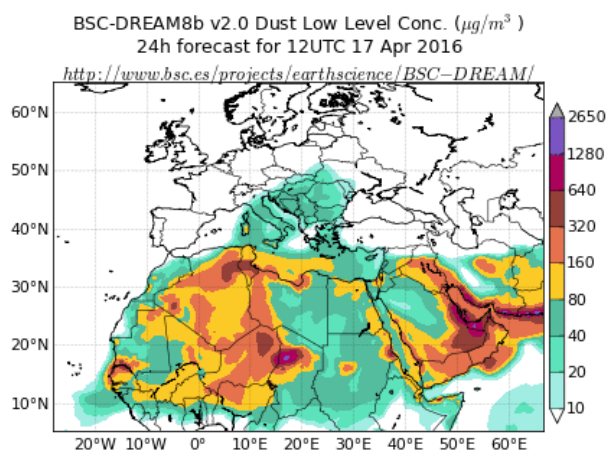 BSC-DREAM8b v2.0 Dust Low Level Conc. (μg/m³ )
24h forecast for 12UTC 17 Apr 2016
http://www.bsc.es/projects/earthscience/BSC-DREAM/
60°N
50°N
40°N
30°N
20°N
10°N
20°W 10°W 0° 10°E 20°E 30°E 40°E 50°E 60°E
2650
1280
640
320
160
80
40
20
10